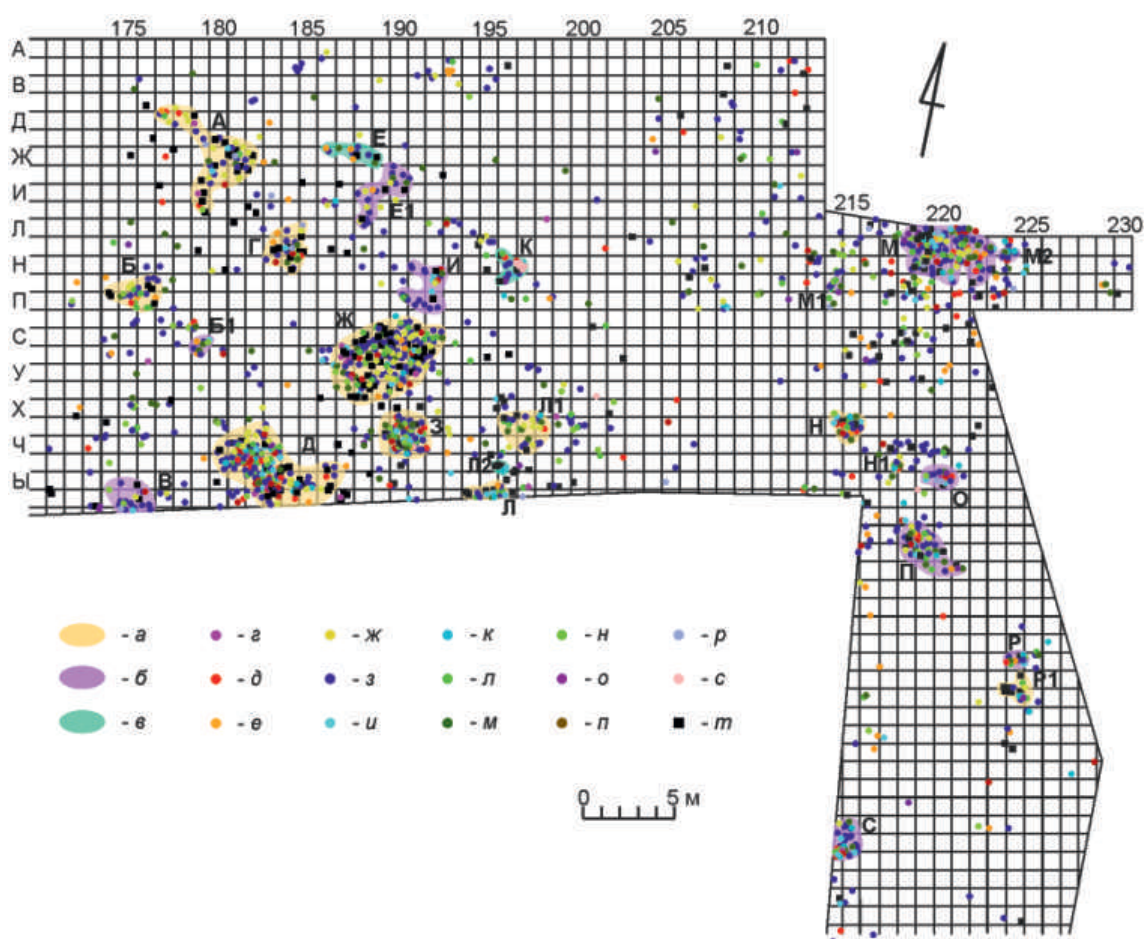 175 180 185 190 195 200 205 210
А
В
Д
Ж
И
Л
Н
П
С
У
Х
Ч
Ы
215 220 225 230
А
Е
Е1
Г
К
И
Б
Б1
Ж
М
М2
М1
Л1
З
Н
Д
Л2
Н1
В
Л
О
П
Р
Р1
С
- а - г - ж - к - н - р
- б - д - з - л - о - с
- в - е - и - м - п - т
0 5 м